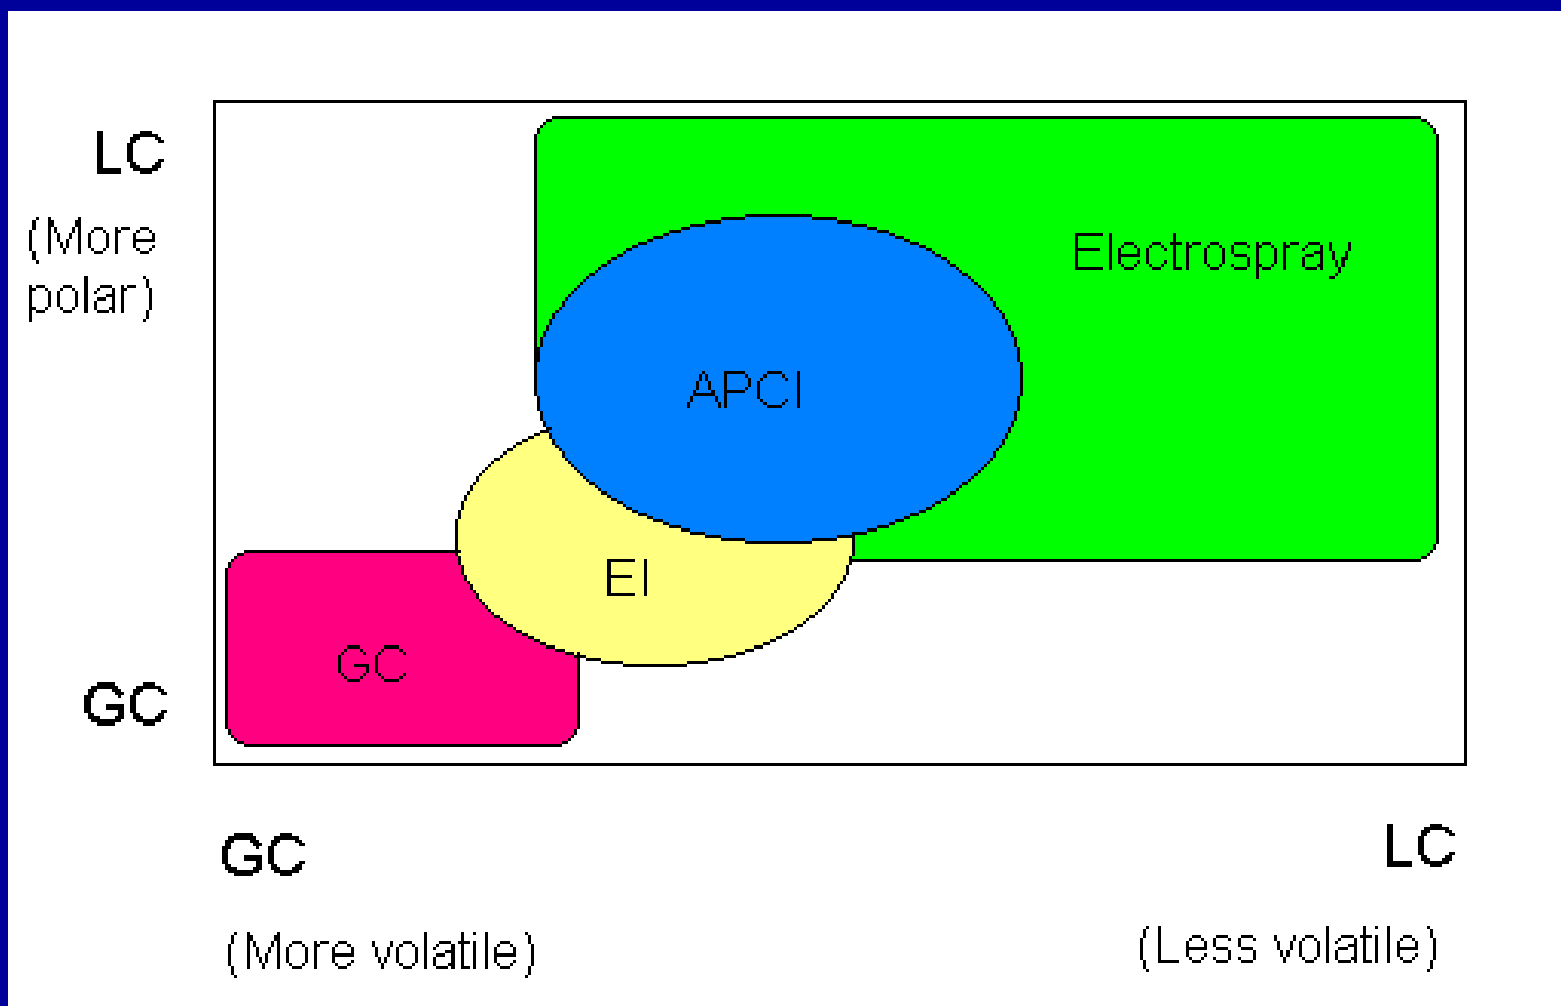 LC
(More
polar)
Electrospray
APCI
EI
GC
GC
GC
LC
(More volatile)
(Less volatile)